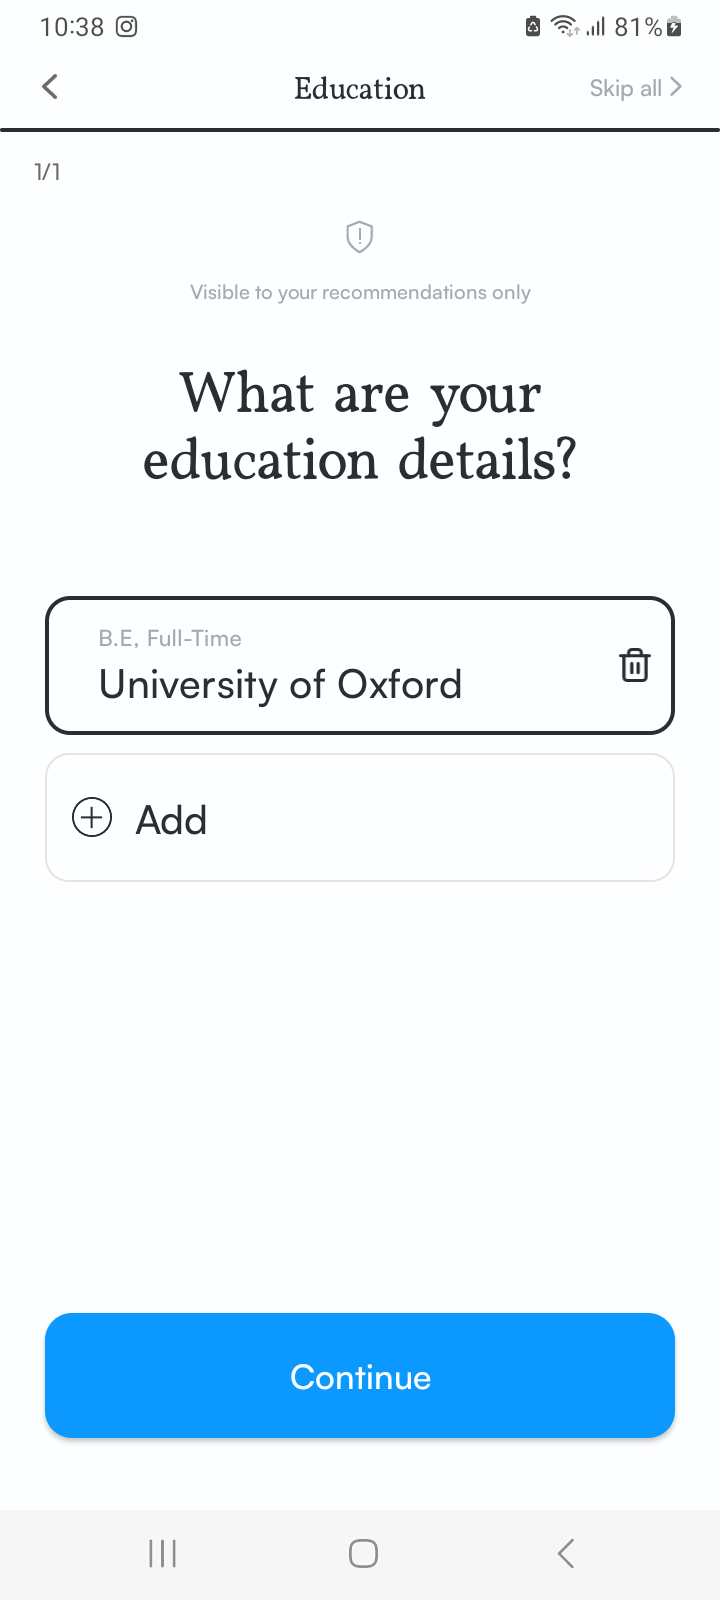 10:38 81%
Education Skip all
1/1
Visible to your recommendations only
What are your
education details?
B.E, Full-Time
University of Oxford
Add
Continue